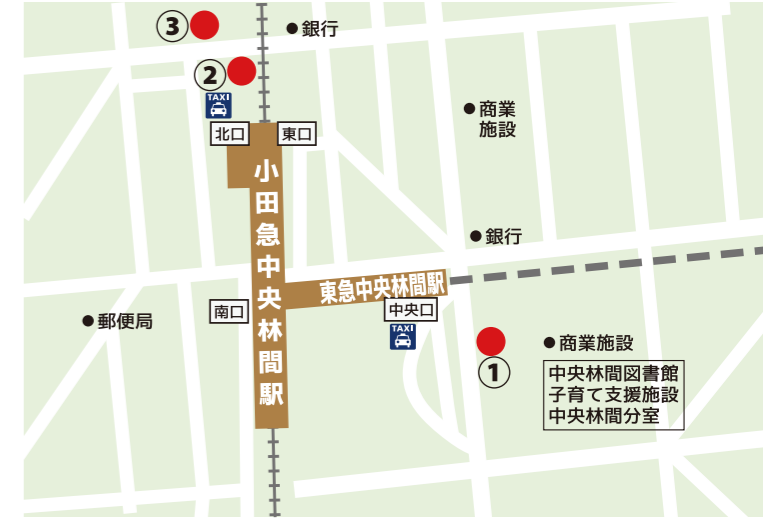 ③
銀行
②
TAXI
北口
東口
商業
施設
小田急中央林間駅
銀行
東急中央林間駅
南口
中央口
TAXI
郵便局
①
商業施設
中央林間図書館
子育て支援施設
中央林間分室